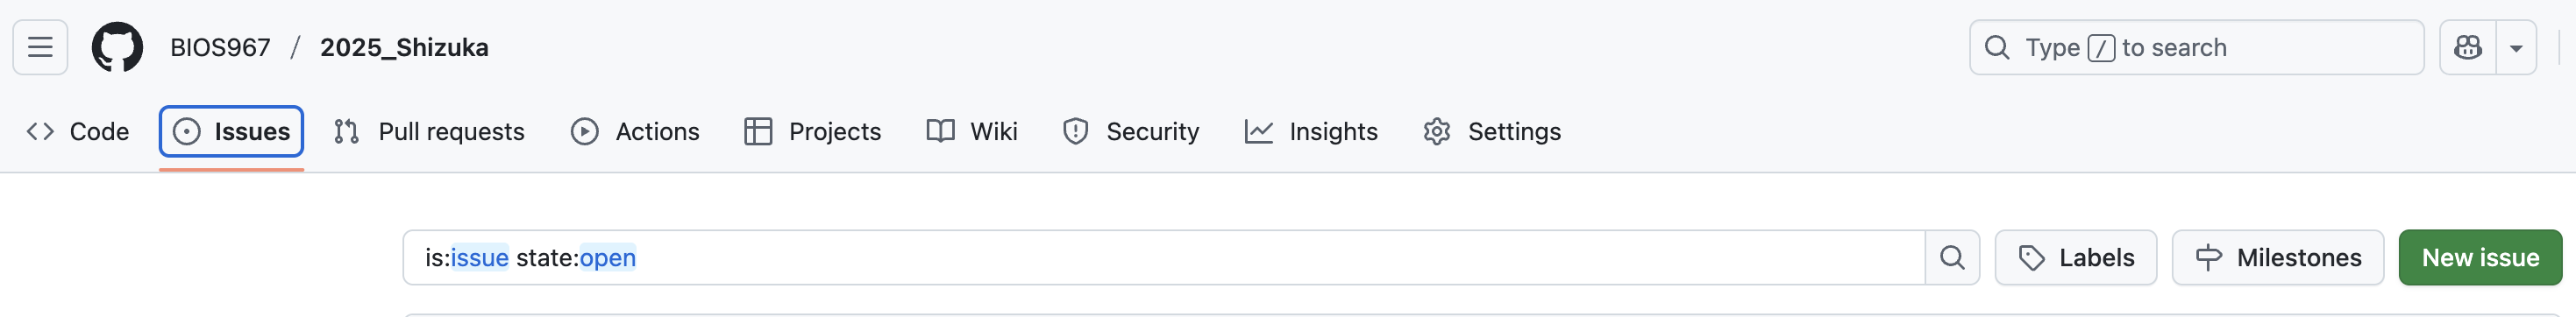 BIOS967 / 2025_Shizuka Type / to search
Code Issues Pull requests Actions Projects Wiki Security Insights Settings
is:issue state:open Labels Milestones New issue